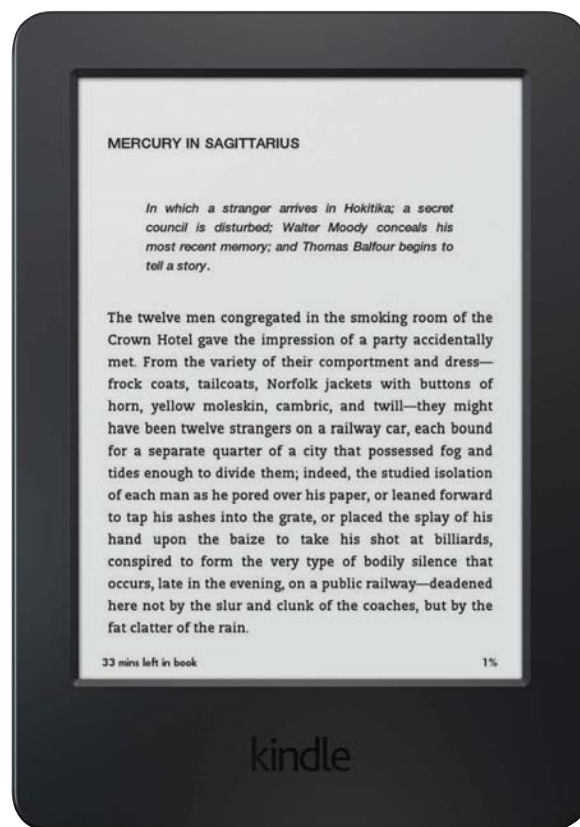 MERCURY IN SAGITTARIUS
In which a stranger arrives in Hokitika; a secret
council is disturbed; Walter Moody conceals his
most recent memory; and Thomas Balfour begins to
tell a story.
The twelve men congregated in the smoking room of the
Crown Hotel gave the impression of a party accidentally
met. From the variety of their comportment and dress—
frock coats, tailcoats, Norfolk jackets with buttons of
horn, yellow moleskin, cambric, and twill—they might
have been twelve strangers on a railway car, each bound
for a separate quarter of a city that possessed fog and
tides enough to divide them; indeed, the studied isolation
of each man as he pored over his paper, or leaned forward
to tap his ashes into the grate, or placed the splay of his
hand upon the baize to take his shot at billiards,
conspired to form the very type of bodily silence that
occurs, late in the evening, on a public railway—deadened
here not by the slur and clunk of the coaches, but by the
fat clatter of the rain.
33 mins left in book 1%
kindle